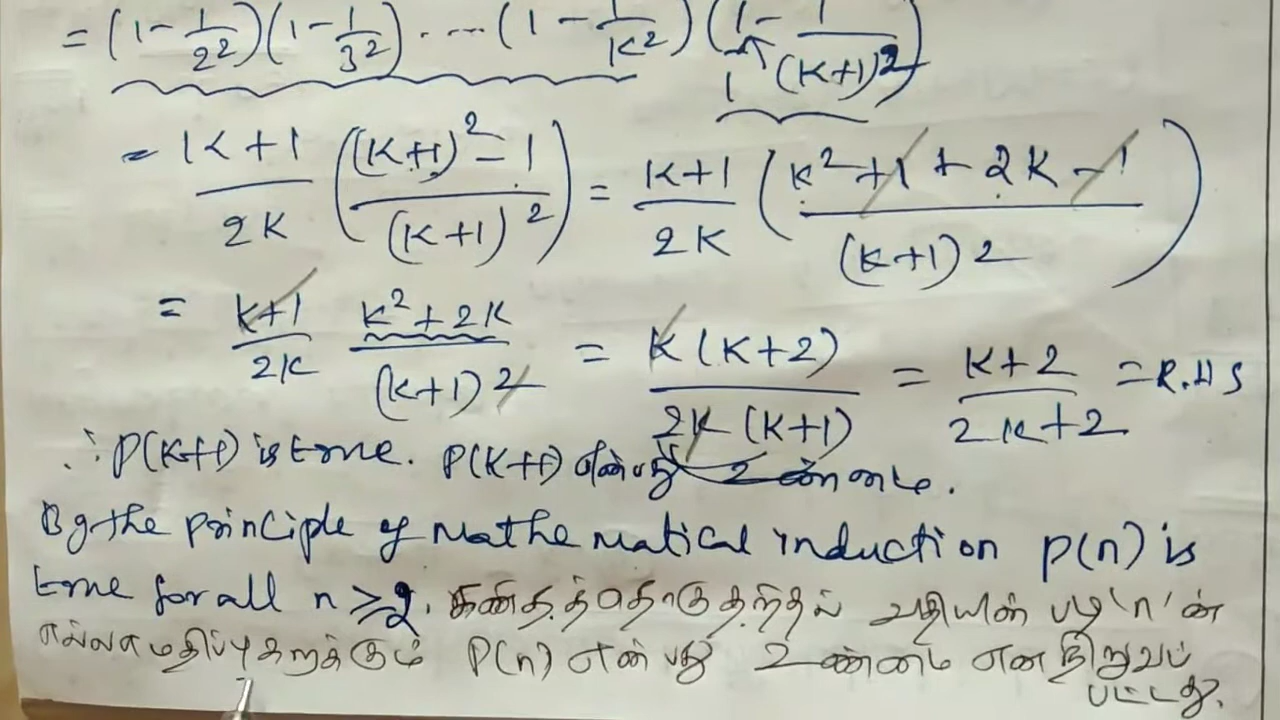 = (1 - 1/2²)(1 - 1/3²) . --- (1 - 1/K²)(1/1 - 1/(K+1)²)
= K+1/2K ((K+1)² - 1/(K+1)²) = K+1/2K (K² + 1 + 2K - 1/(K+1)2)
= K+1/2K K² + 2K/(K+1)2 = K(K+2)/2K(K+1) = K+2/2K+2 = R.H S
∴ P(K+1) is true. P(K+1) என்பது உண்மை.
By the principle of Mathematical induction P(n) is
true for all n ≥ 2. கணிதத்தொகுத்தறிதல் 'n' ன்
எல்லா மதிப்புகளுக்கும் P(n) என்பது உண்மை என நிறுவப்
பட்டது.